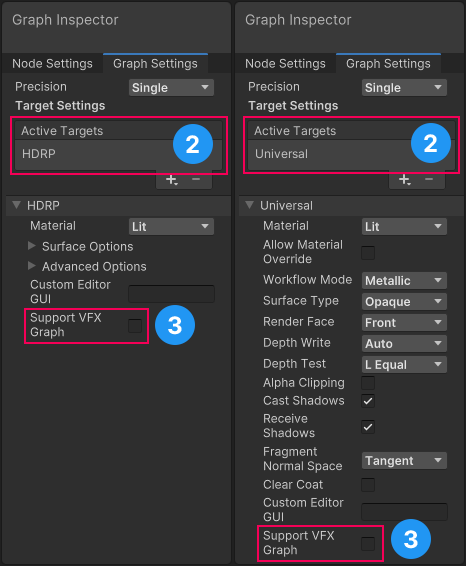 Graph Inspector
Node Settings Graph Settings
Precision Single
Target Settings
Active Targets
HDRP
2
+ −
HDRP
Material Lit
Surface Options
Advanced Options
Custom Editor
GUI
Support VFX
Graph
3
Graph Inspector
Node Settings Graph Settings
Precision Single
Target Settings
Active Targets
Universal
2
+ −
Universal
Material Lit
Allow Material
Override
Workflow Mode Metallic
Surface Type Opaque
Render Face Front
Depth Write Auto
Depth Test L Equal
Alpha Clipping
Cast Shadows
Receive
Shadows
Fragment
Normal Space Tangent
Clear Coat
Custom Editor
GUI
Support VFX
Graph
3